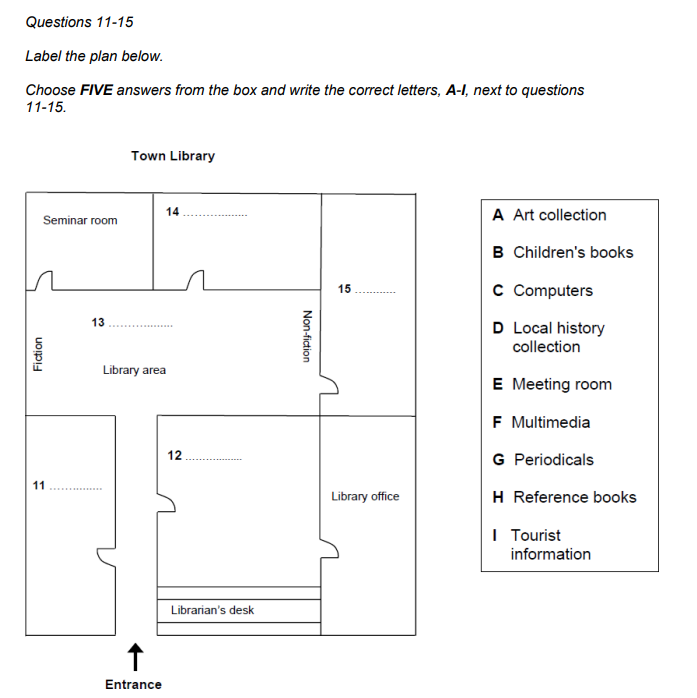 Questions 11-15
Label the plan below.
Choose FIVE answers from the box and write the correct letters, A-I, next to questions
11-15.
Town Library
Seminar room
14 ..................
15 ............
13 ..................
Fiction
Non-fiction
Library area
11 ..............
12 ...............
Library office
Librarian's desk
Entrance
A Art collection
B Children's books
C Computers
D Local history
collection
E Meeting room
F Multimedia
G Periodicals
H Reference books
I Tourist
information